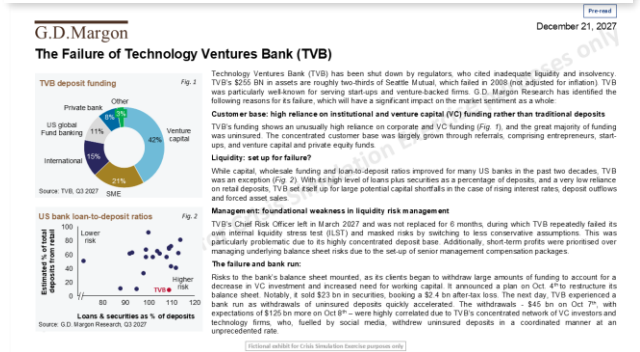 Pre-read
G.D.Margon
December 21, 2027
The Failure of Technology Ventures Bank (TVB)
TVB deposit funding
Fig. 1
Other
Private bank
3%
6%
US global
Fund banking
11%
42%
Venture
capital
International
15%
21%
SME
Source: TVB, Q3 2027
US bank loan-to-deposit ratios
Fig. 2
Estimated % of total
deposits from retail
100
80
60
40
20
0
Lower
risk
Higher
risk
TVB
80
90
100
110
120
Loans & securities as % of deposits
Source: G.D. Margon Research, Q3 2027
Technology Ventures Bank (TVB) has been shut down by regulators, who cited inadequate liquidity and insolvency.
TVB's $255 BN in assets are roughly two-thirds of Seattle Mutual, which failed in 2008 (not adjusted for inflation). TVB
was particularly well-known for serving startups and venture-backed firms. G.D. Margon Research has identified the
following reasons for its failure, which will have a significant impact on the market sentiment as a whole:
Customer base: high reliance on institutional and venture capital (VC) funding rather than traditional deposits
TVB's funding shows an unusually high reliance on corporate and VC funding (Fig. 1), and the great majority of funding
was uninsured. The concentrated customer base was largely grown through referrals, comprising entrepreneurs, start-
ups, and venture capital and private equity funds.
Liquidity: set up for failure?
While capital, wholesale funding and loan-to-deposit ratios improved for many US banks in the past two decades, TVB
was an exception (Fig. 2). With its high level of loans plus securities as a percentage of deposits, and a very low reliance
on retail deposits, TVB set itself up for large potential capital shortfalls in the case of rising interest rates, deposit outflows
and forced asset sales.
Management: foundational weakness in liquidity risk management
TVB's Chief Risk Officer left in March 2027 and was not replaced for 6 months, during which TVB repeatedly failed its
own internal liquidity stress test (ILST) and masked risks by switching to less conservative assumptions. This was
particularly problematic due to its highly concentrated deposit base. Additionally, short-term profits were prioritised over
managing underlying balance sheet risks due to the set-up of senior management compensation packages.
The failure and bank run:
Risks to the bank's balance sheet mounted, as its clients began to withdraw large amounts of funding to account for a
decrease in VC investment and increased need for working capital. It announced a plan on Oct. 4th to restructure its
balance sheet. Notably, it sold $23 bn in securities, booking a $2.4 bn after-tax loss. The next day, TVB experienced a
bank run as withdrawals of uninsured deposits quickly accelerated. The withdrawals - $45 bn on Oct 7th, with
expectations of $125 bn more on Oct 8th – were highly correlated due to TVB's concentrated network of VC investors and
technology firms, who, fuelled by social media, withdrew uninsured deposits in a coordinated manner at an
unprecedented rate.
Fictional exhibit for Crisis Simulation Exercise purposes only